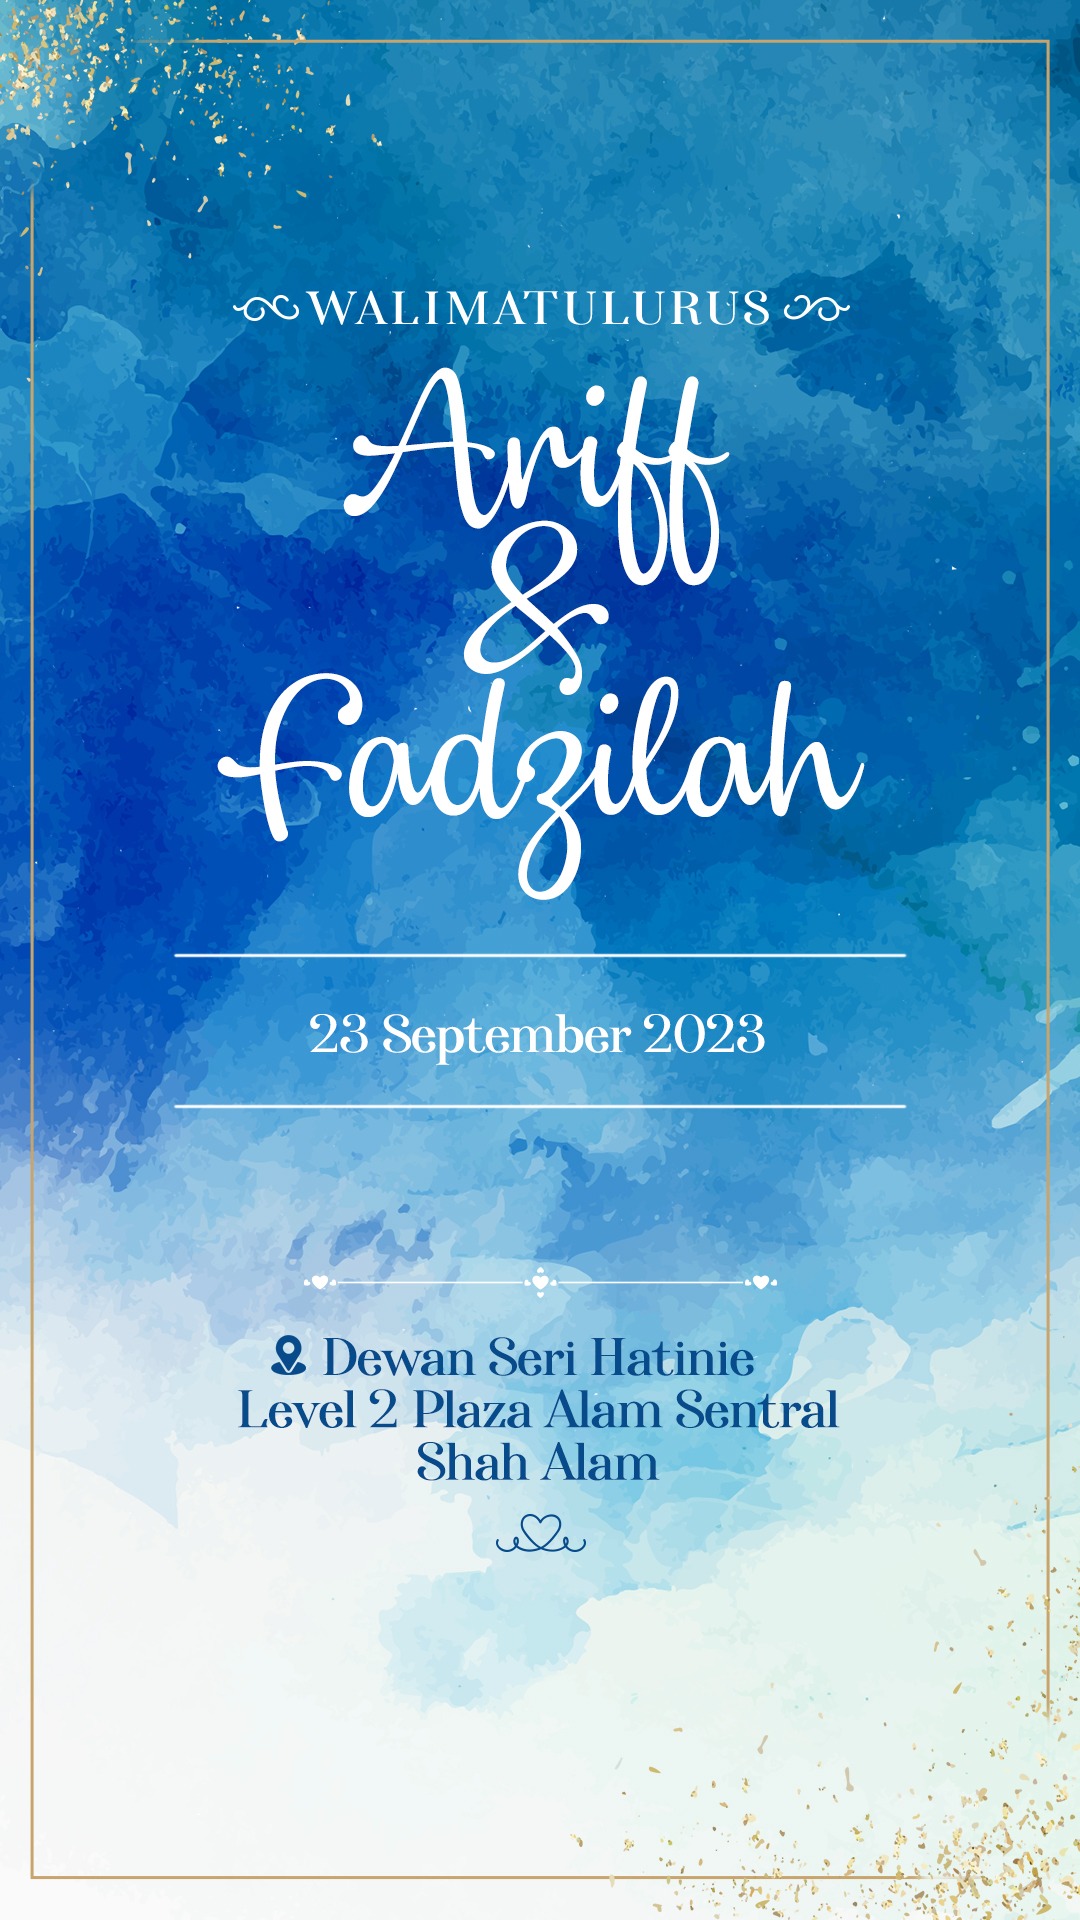 WALIMATULURUS
Ariff
&
Fadzilah
23 September 2023
Dewan Seri Hatinie
Level 2 Plaza Alam Sentral
Shah Alam